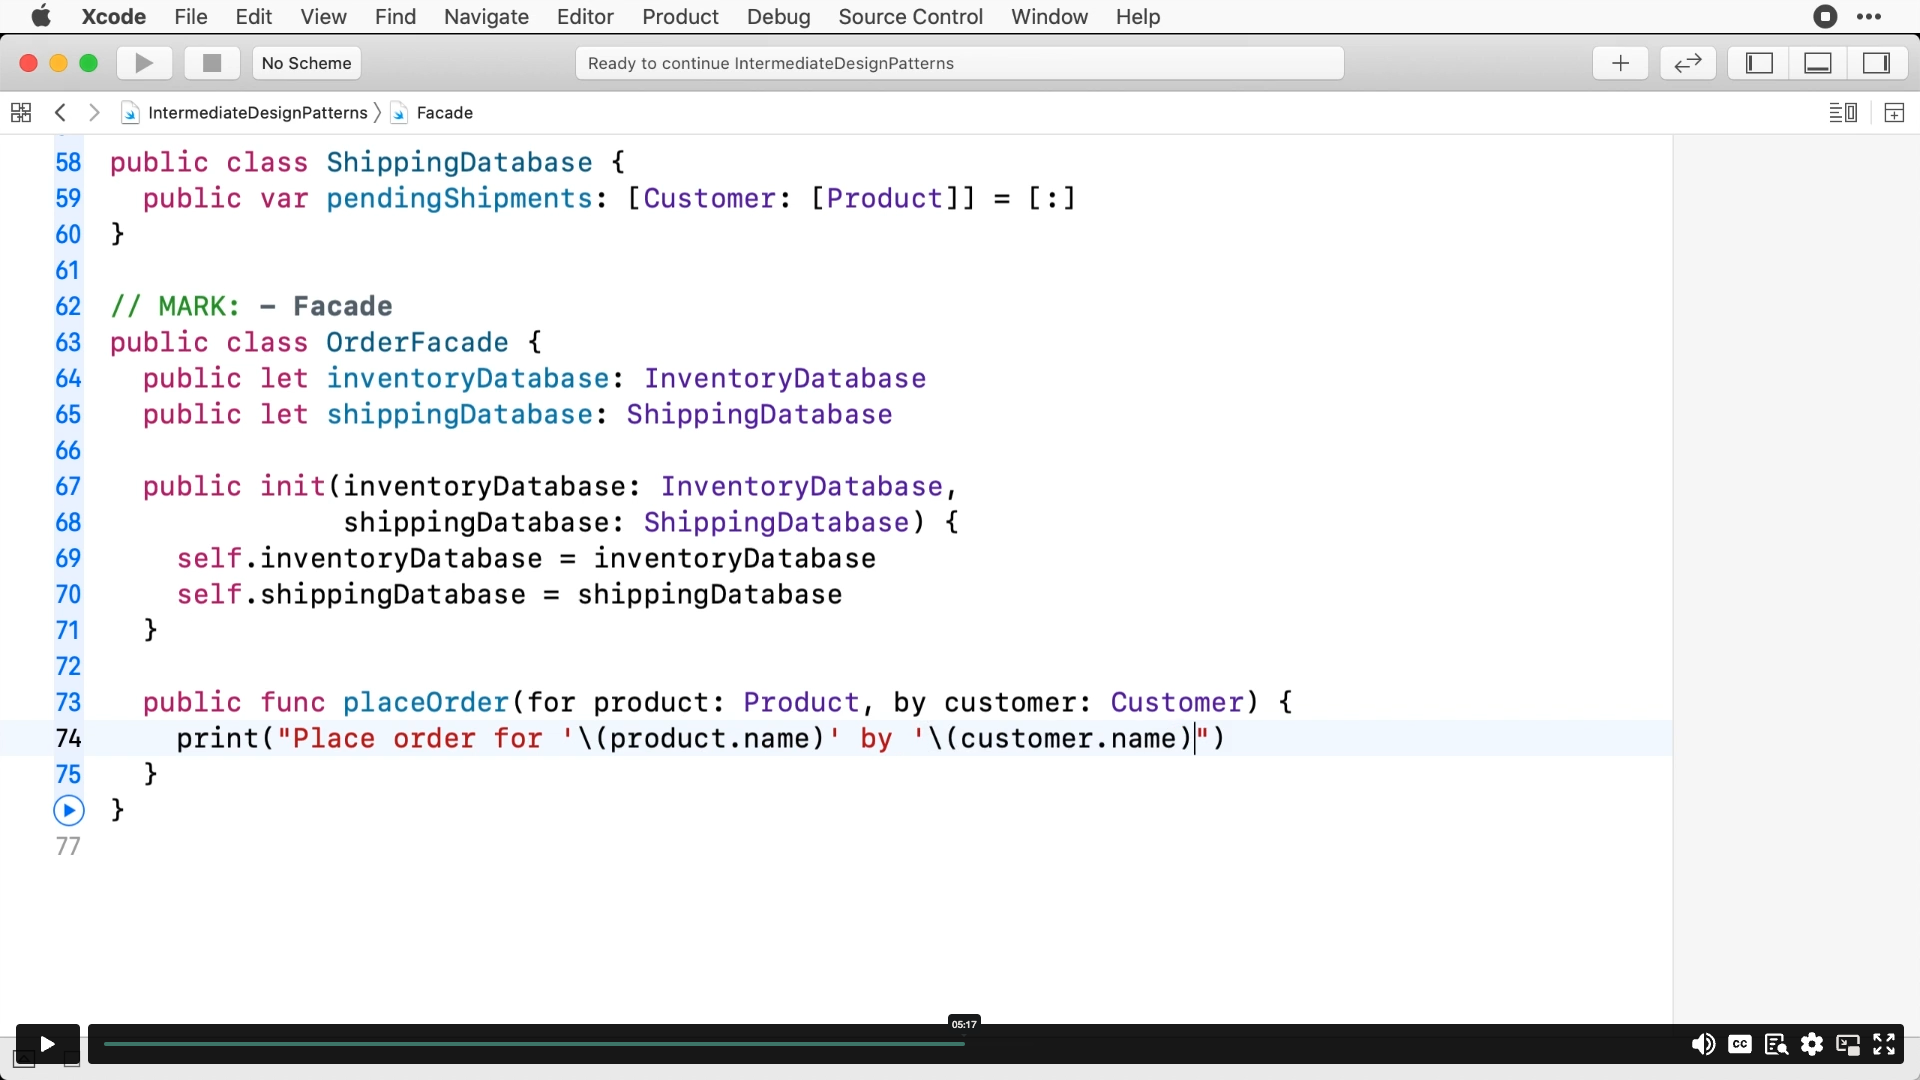 Xcode File Edit View Find Navigate Editor Product Debug Source Control Window Help
No Scheme
Ready to continue IntermediateDesignPatterns
IntermediateDesignPatterns 〉 Facade
58 public class ShippingDatabase {
59   public var pendingShipments: [Customer: [Product]] = [:]
60 }
61
62 // MARK: - Facade
63 public class OrderFacade {
64   public let inventoryDatabase: InventoryDatabase
65   public let shippingDatabase: ShippingDatabase
66
67   public init(inventoryDatabase: InventoryDatabase,
68               shippingDatabase: ShippingDatabase) {
69     self.inventoryDatabase = inventoryDatabase
70     self.shippingDatabase = shippingDatabase
71   }
72
73   public func placeOrder(for product: Product, by customer: Customer) {
74     print("Place order for '\(product.name)' by '\(customer.name)")
75   }
}
77
05:17
CC